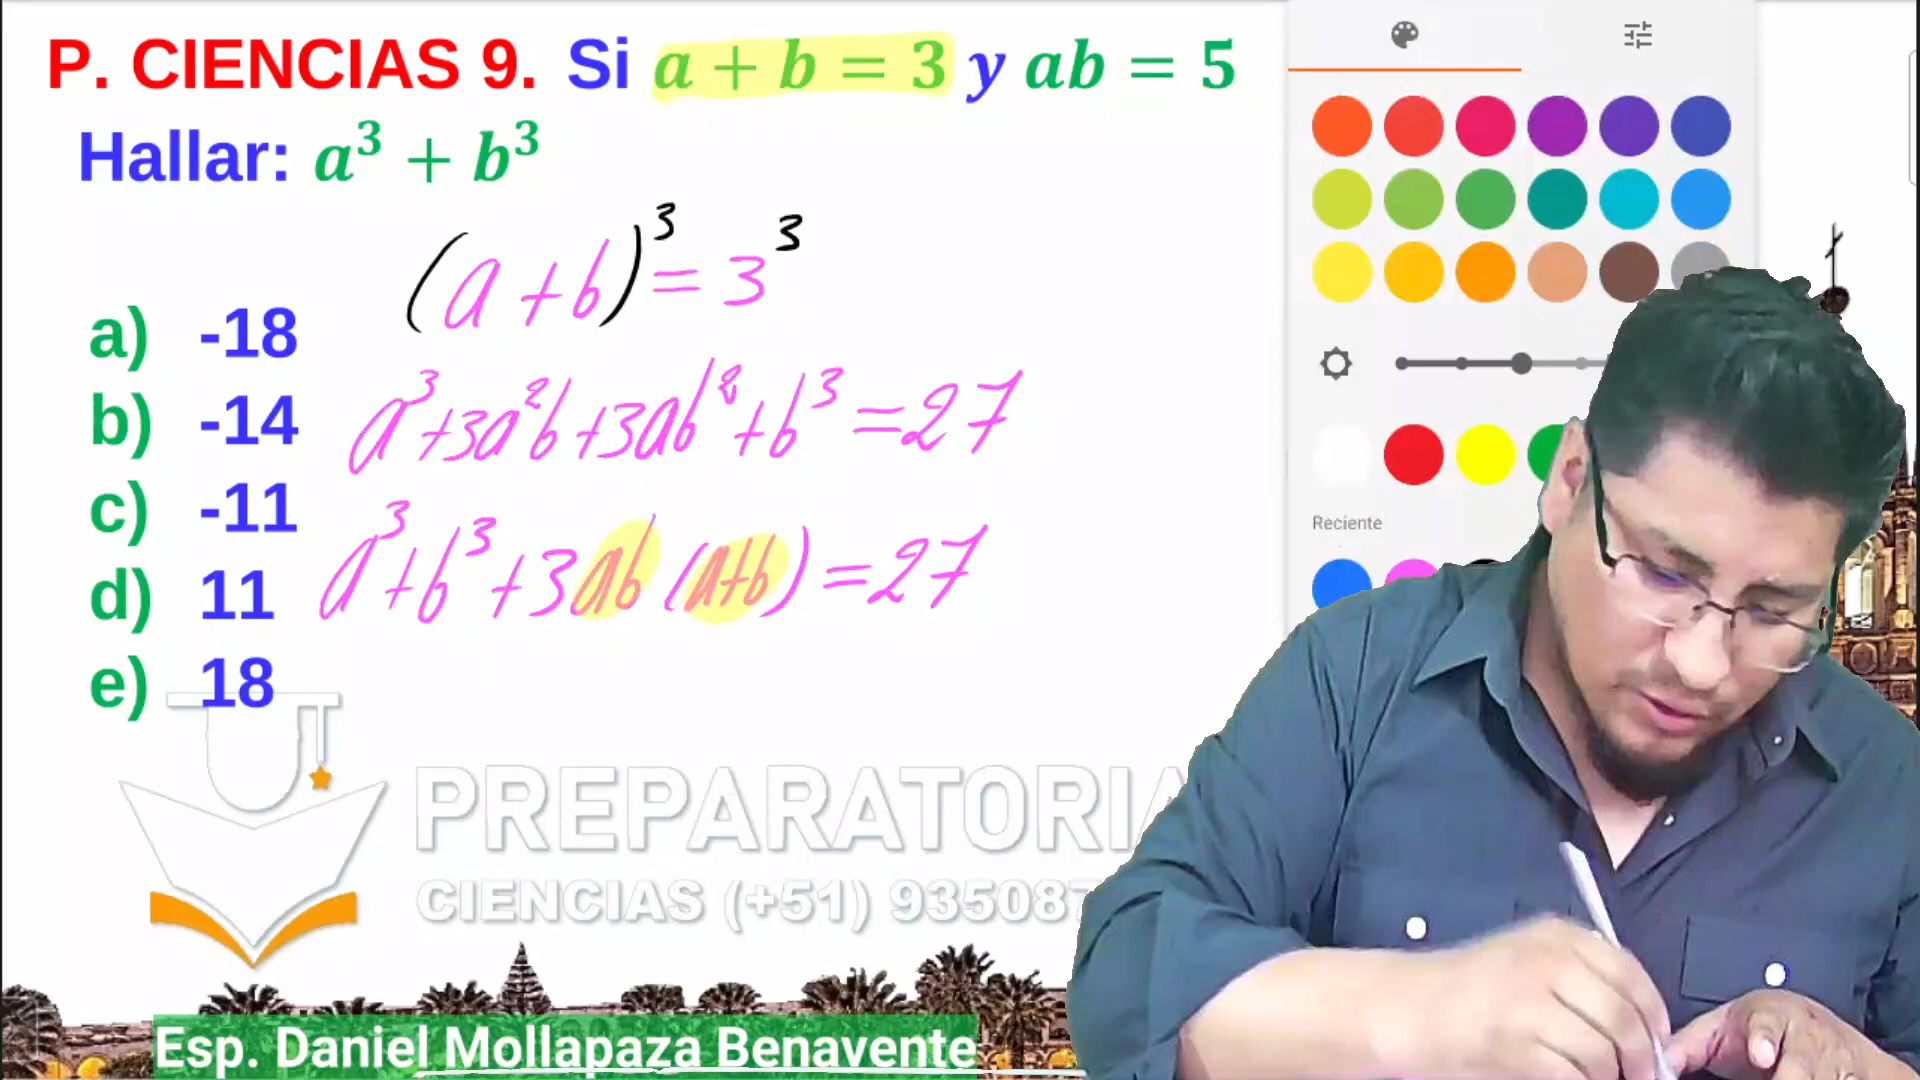 P. CIENCIAS 9. Si a + b = 3 y ab = 5
Hallar: a³ + b³
(a + b)³ = 3³
a) -18
b) -14
c) -11
d) 11
e) 18
a³+3a²b+3ab²+b³=27
a³+b³+3ab(a+b)=27
Reciente
PREPARATORIA
CIENCIAS (+51) 935087
Esp. Daniel Mollapaza Benavente